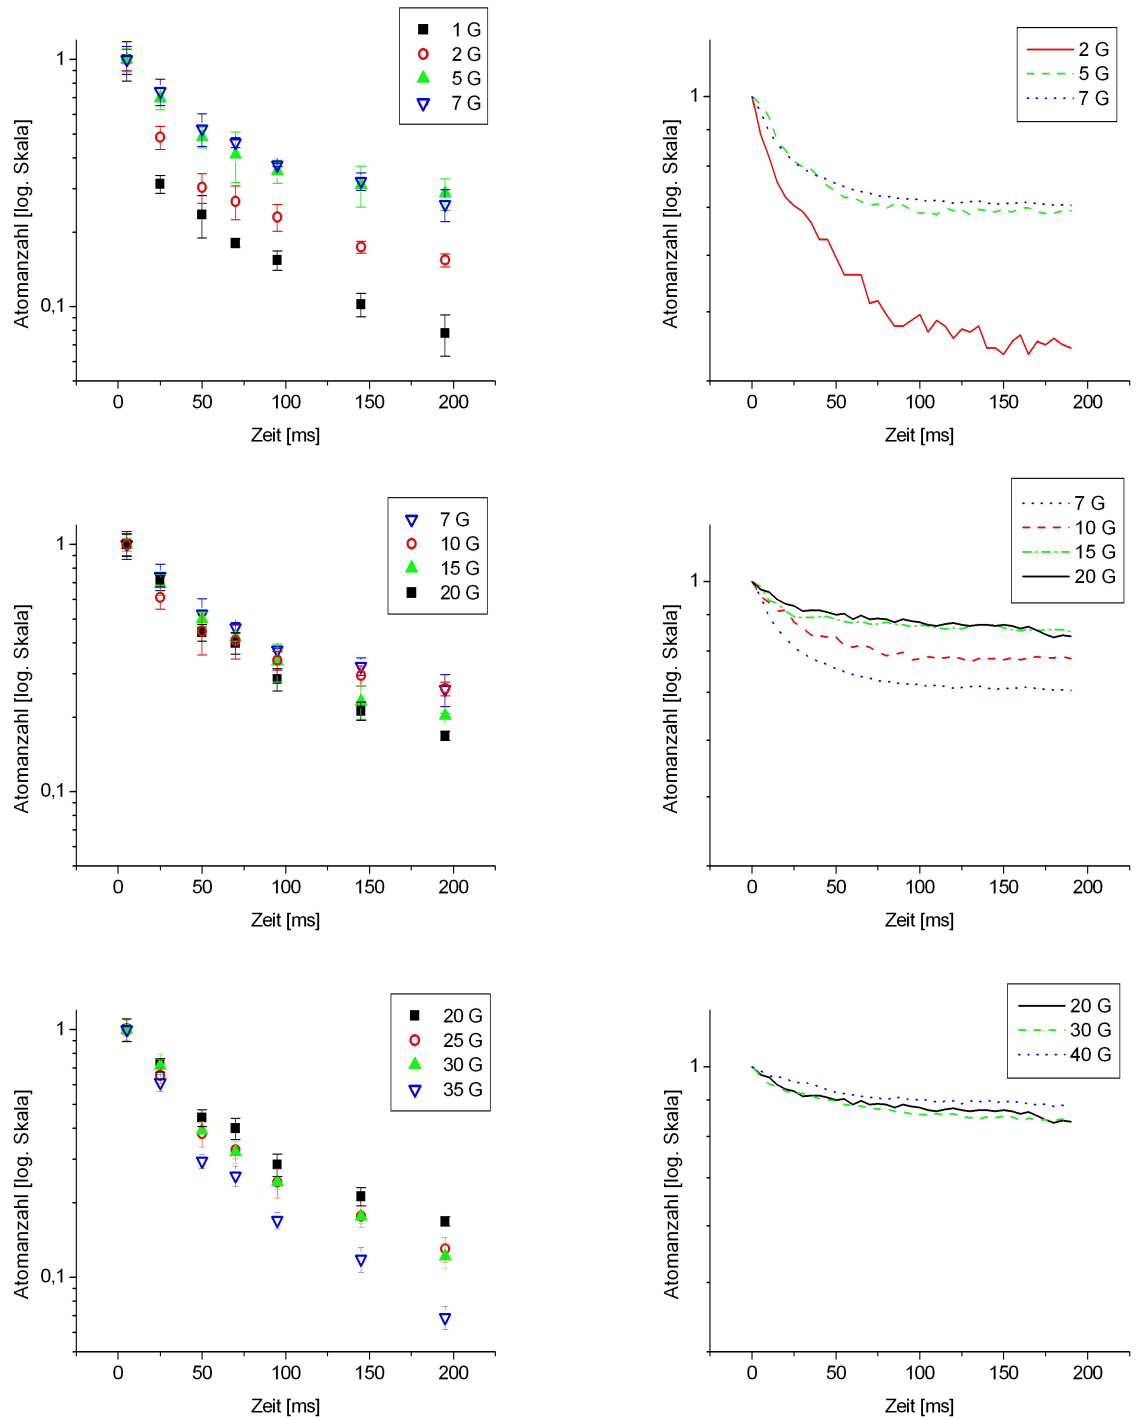 1 G
2 G
5 G
7 G
Atomanzahl [log. Skala]
1
0,1
0 50 100 150 200
Zeit [ms]
2 G
5 G
7 G
Atomanzahl [log. Skala]
1
0 50 100 150 200
Zeit [ms]
7 G
10 G
15 G
20 G
Atomanzahl [log. Skala]
1
0,1
0 50 100 150 200
Zeit [ms]
7 G
10 G
15 G
20 G
Atomanzahl [log. Skala]
1
0 50 100 150 200
Zeit [ms]
20 G
25 G
30 G
35 G
Atomanzahl [log. Skala]
1
0,1
0 50 100 150 200
Zeit [ms]
20 G
30 G
40 G
Atomanzahl [log. Skala]
1
0 50 100 150 200
Zeit [ms]